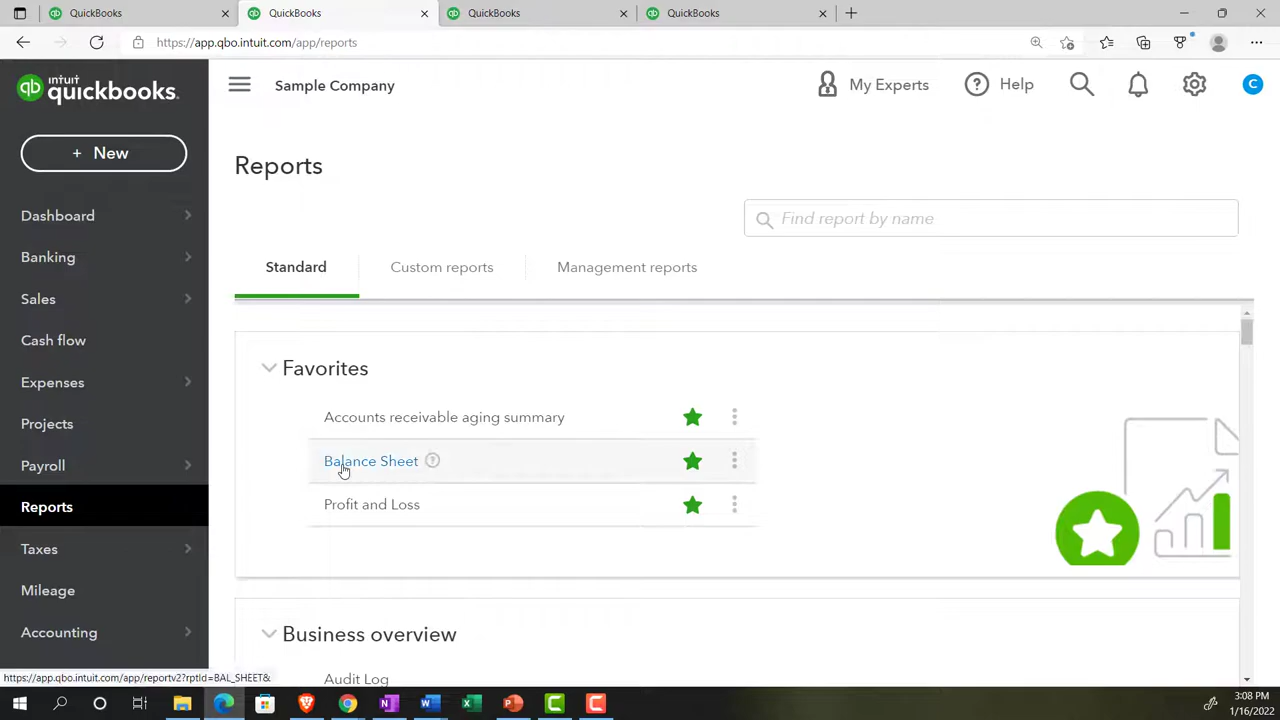 QuickBooks
QuickBooks
QuickBooks
QuickBooks
https://app.qbo.intuit.com/app/reports
intuit
quickbooks.
Sample Company
My Experts
Help
C
+ New
Dashboard
Banking
Sales
Cash flow
Expenses
Projects
Payroll
Reports
Taxes
Mileage
Accounting
Reports
Find report by name
Standard
Custom reports
Management reports
Favorites
Accounts receivable aging summary
Balance Sheet
Profit and Loss
Business overview
Audit Log
https://app.qbo.intuit.com/app/reportv2?rptId=BAL_SHEET&
3:08 PM
1/16/2022